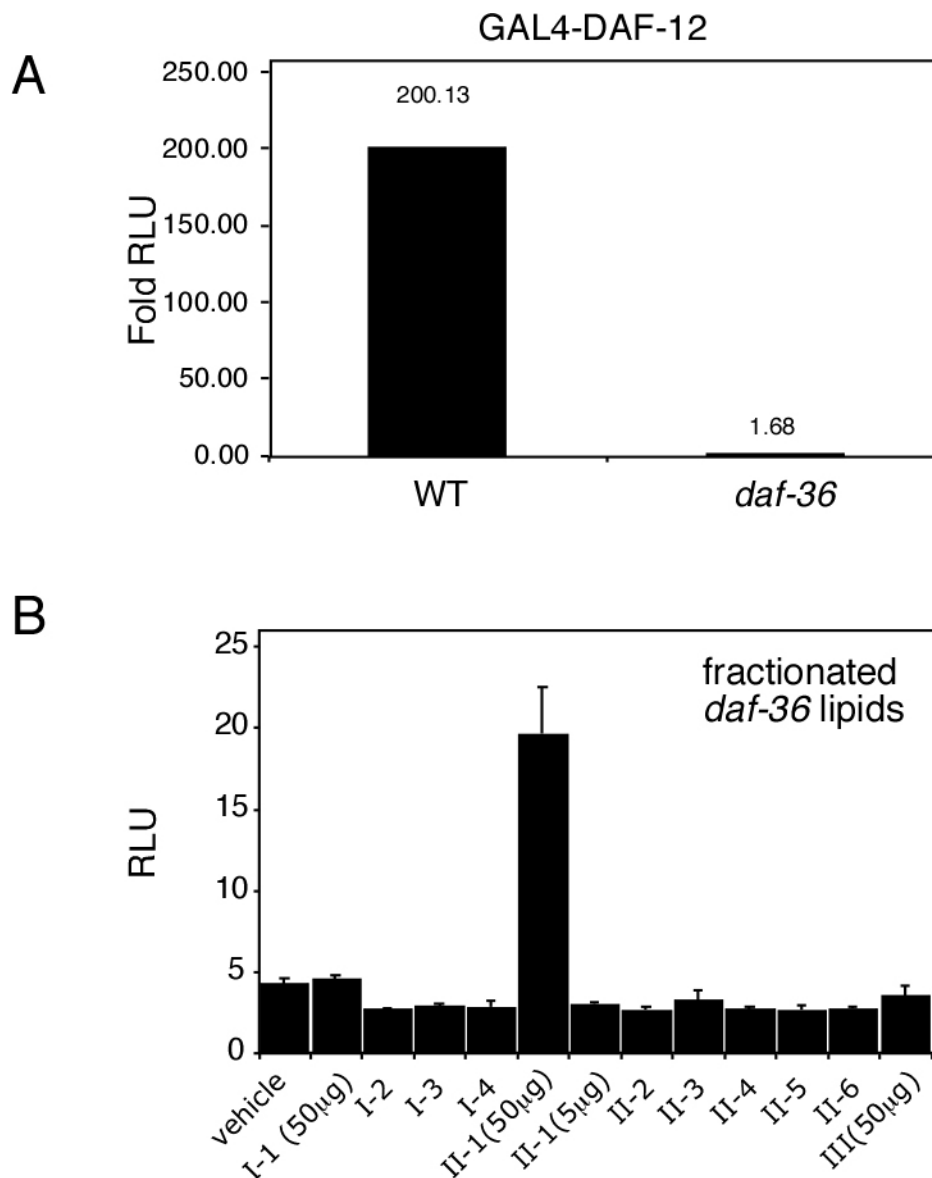 GAL4-DAF-12
A
250.00
200.00
150.00
100.00
50.00
0.00
Fold RLU
200.13
1.68
WT
daf-36
B
25
20
15
10
5
0
RLU
fractionated
daf-36 lipids
vehicle
I-1 (50µg)
I-2
I-3
I-4
II-1(50µg)
II-1(5µg)
II-2
II-3
II-4
II-5
II-6
III(50µg)